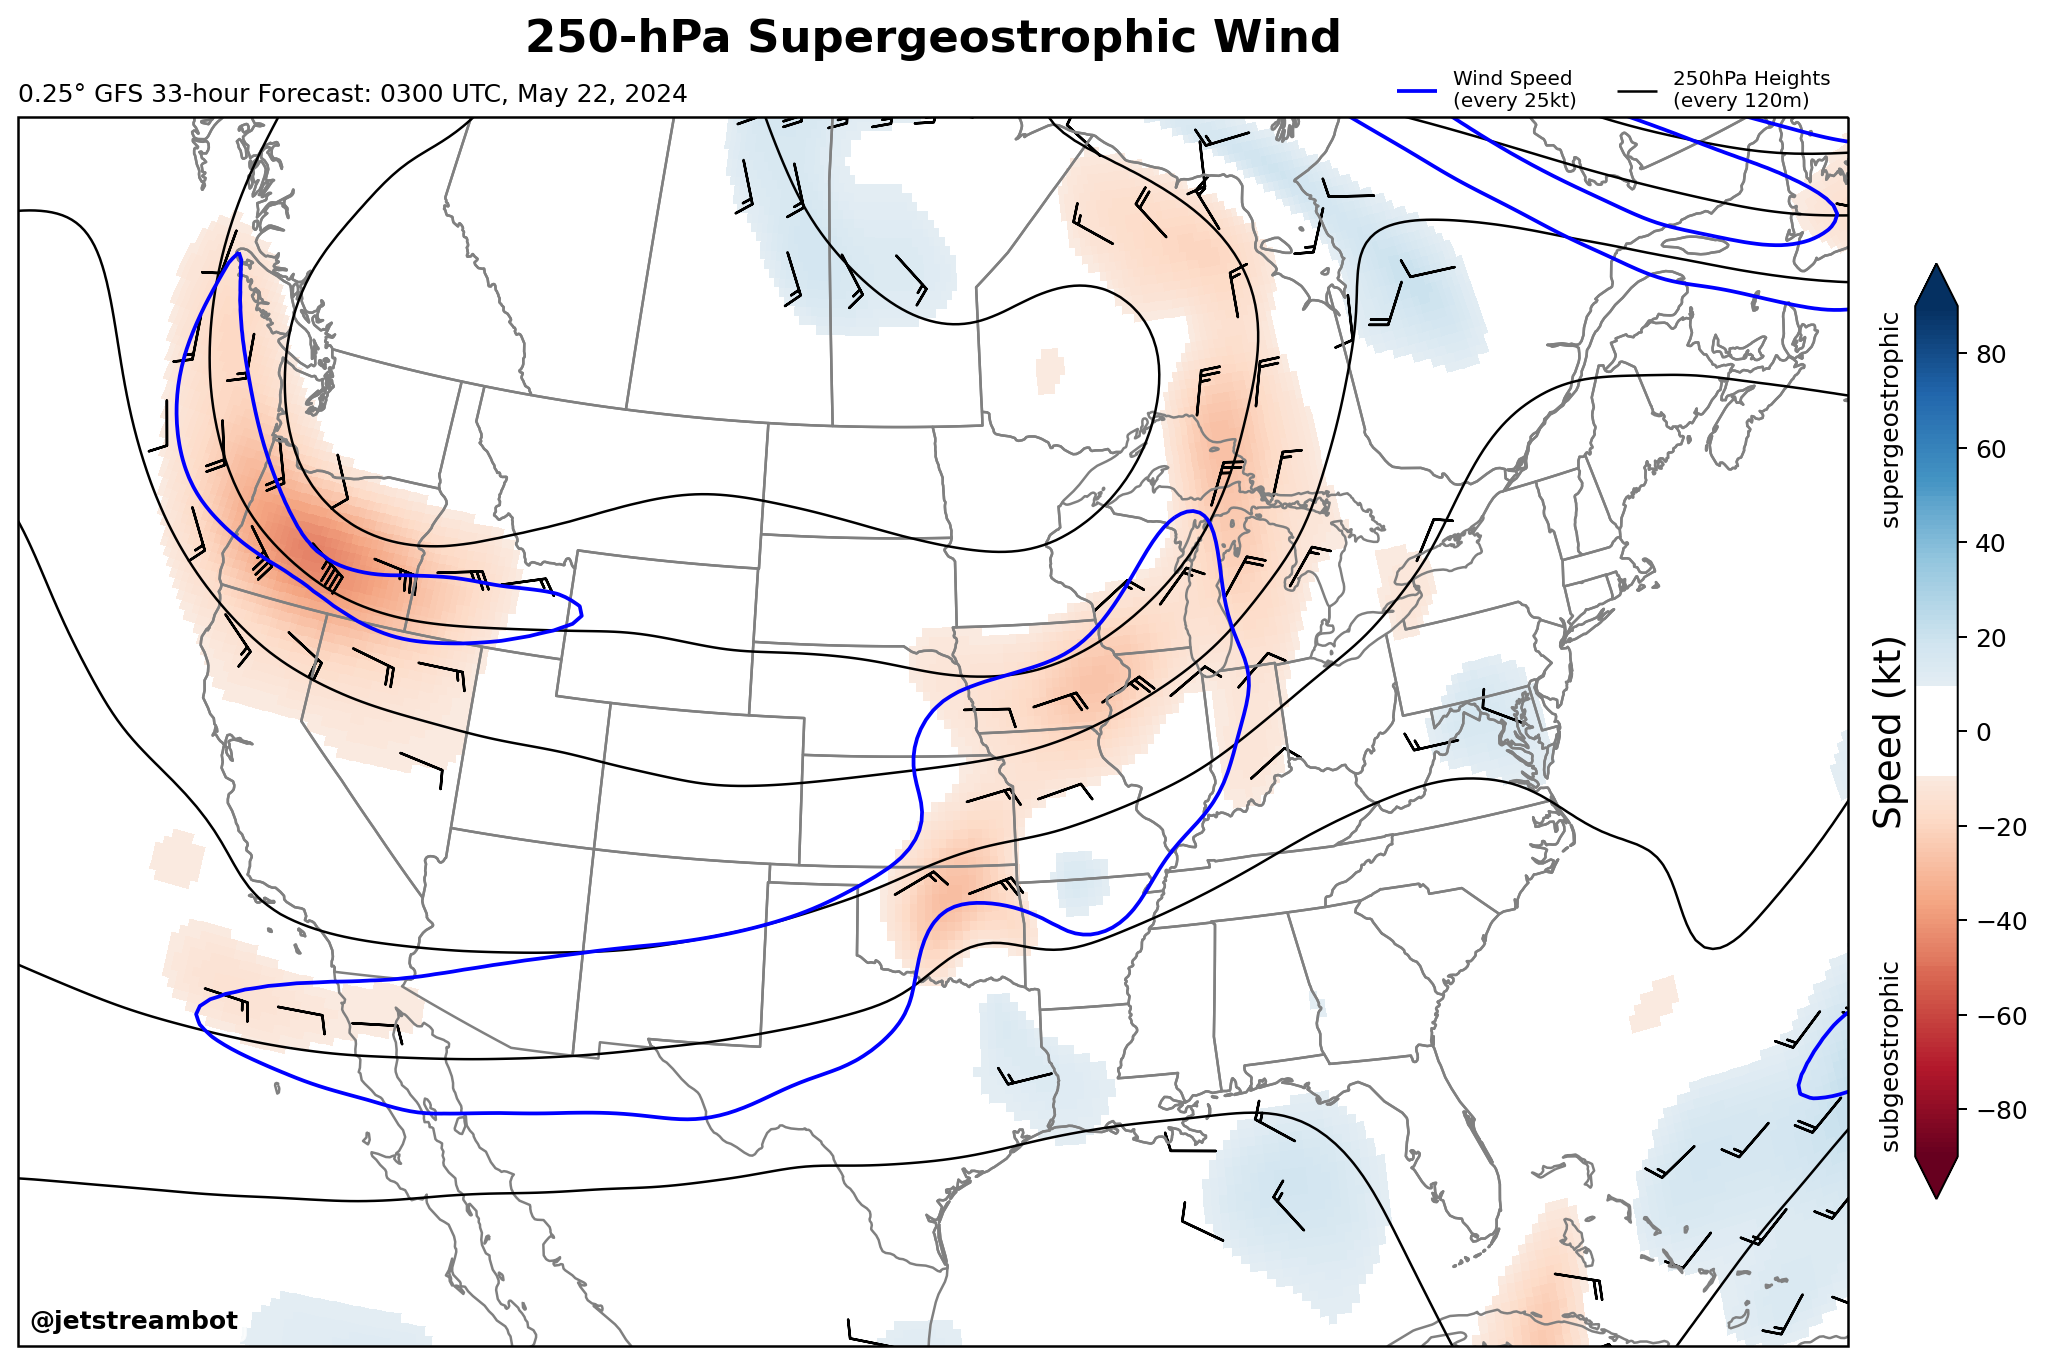 250-hPa Supergeostrophic Wind
0.25° GFS 33-hour Forecast: 0300 UTC, May 22, 2024
Wind Speed
(every 25kt)
250hPa Heights
(every 120m)
supergeostrophic
Speed (kt)
subgeostrophic
80
60
40
20
0
−20
−40
−60
−80
@jetstreambot